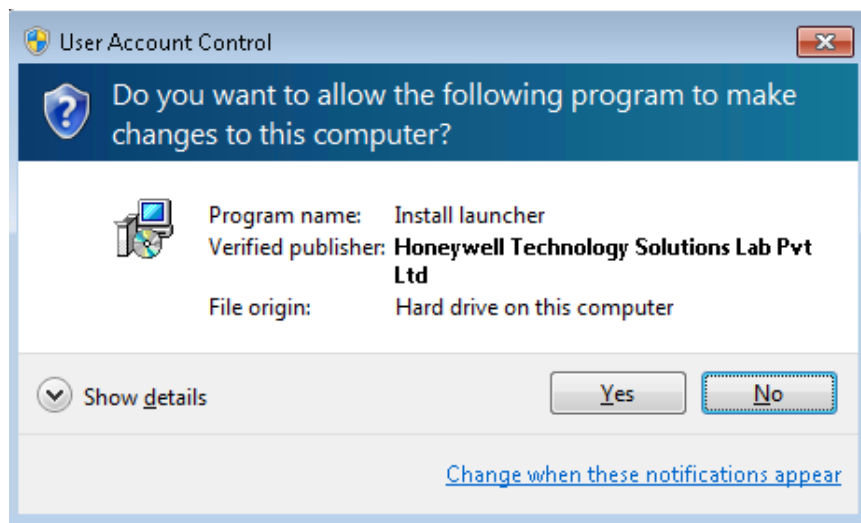 User Account Control
Do you want to allow the following program to make
changes to this computer?
Program name: Install launcher
Verified publisher: Honeywell Technology Solutions Lab Pvt
Ltd
File origin: Hard drive on this computer
Show details Yes No
Change when these notifications appear